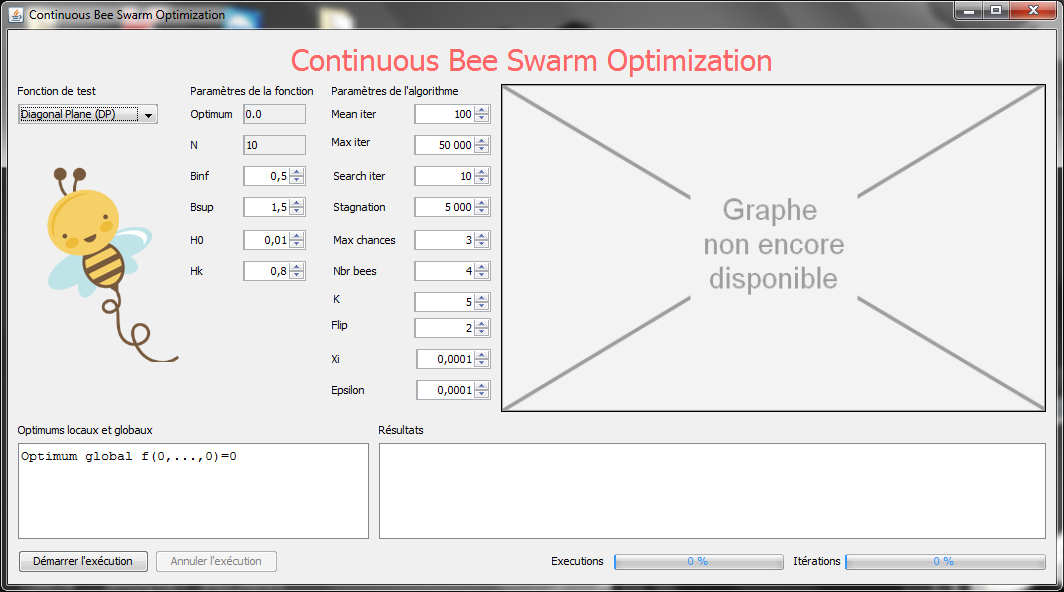 Continuous Bee Swarm Optimization
Continuous Bee Swarm Optimization
Fonction de test
Diagonal Plane (DP)
Paramètres de la fonction
Optimum 0.0
N 10
Binf 0,5
Bsup 1,5
H0 0,01
Hk 0,8
Paramètres de l'algorithme
Mean iter 100
Max iter 50 000
Search iter 10
Stagnation 5 000
Max chances 3
Nbr bees 4
K 5
Flip 2
Xi 0,0001
Epsilon 0,0001
Graphe
non encore
disponible
Optimums locaux et globaux
Optimum global f(0,...,0)=0
Résultats
Démarrer l'exécution
Annuler l'exécution
Executions 0 %
Itérations 0 %